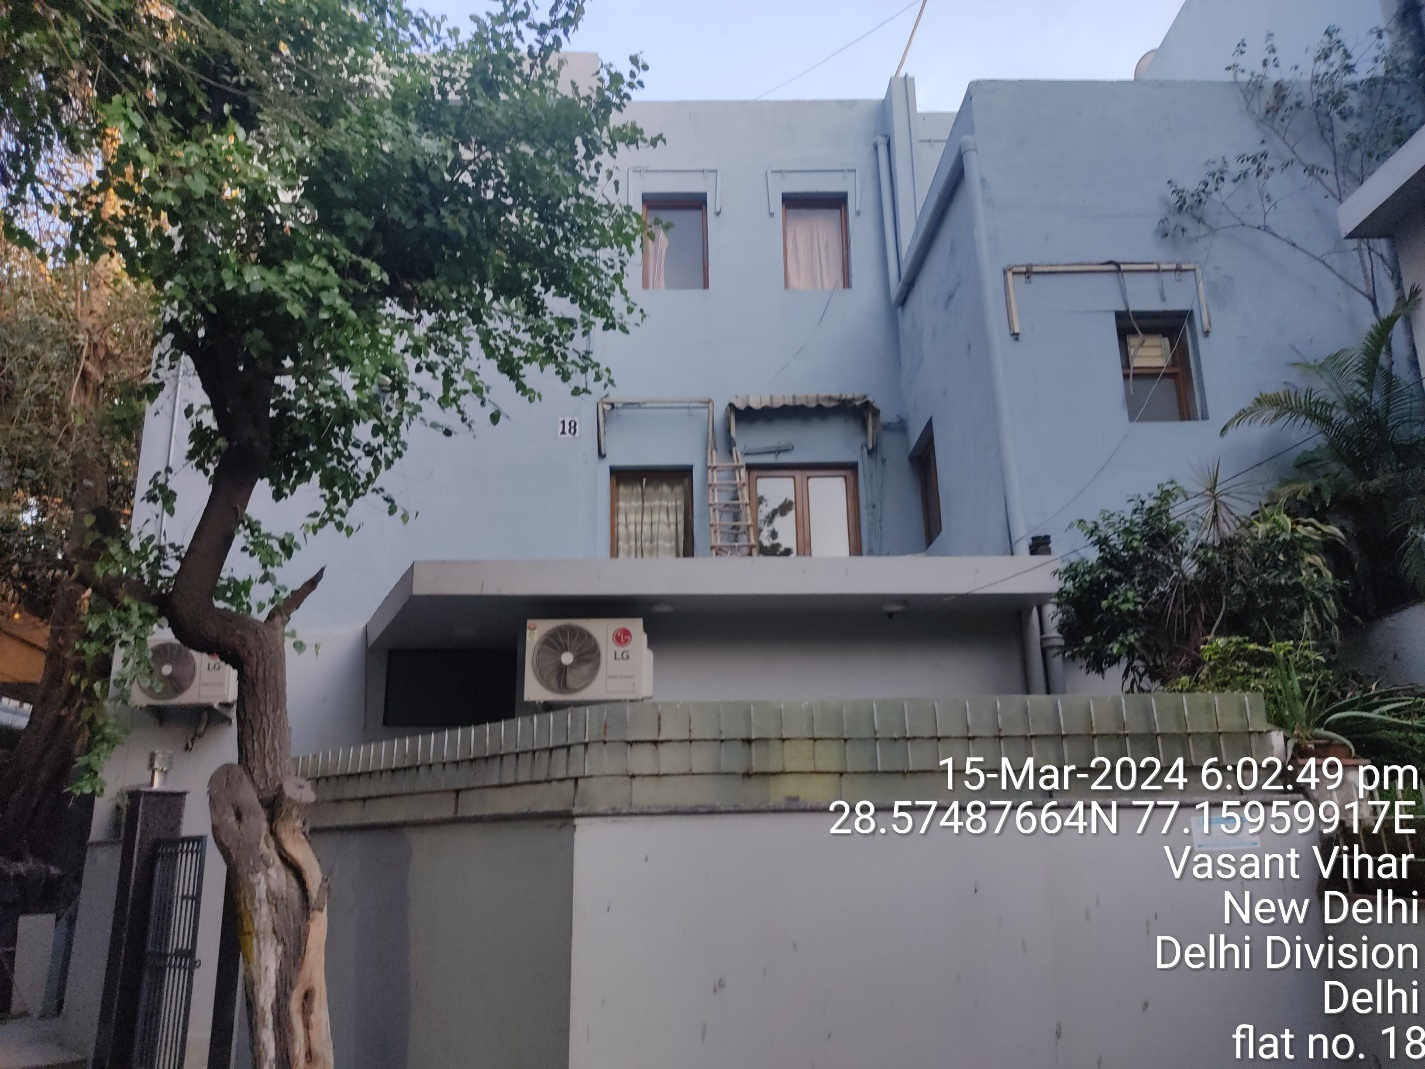 18
LG
LG
15-Mar-2024 6:02:49 pm
28.57487664N 77.15959917E
Vasant Vihar
New Delhi
Delhi Division
Delhi
flat no. 18